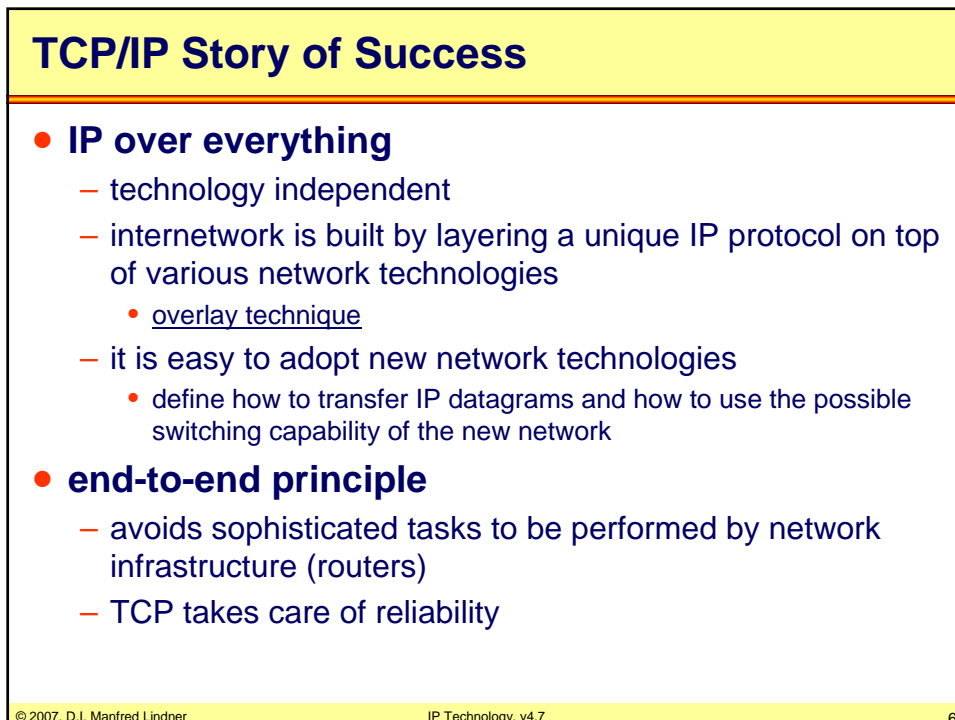 TCP/IP Story of Success
• IP over everything
– technology independent
– internetwork is built by layering a unique IP protocol on top
of various network technologies
• overlay technique
– it is easy to adopt new network technologies
• define how to transfer IP datagrams and how to use the possible
switching capability of the new network
• end-to-end principle
– avoids sophisticated tasks to be performed by network
infrastructure (routers)
– TCP takes care of reliability
© 2007, D.I. Manfred Lindner
IP Technology, v4.7
6